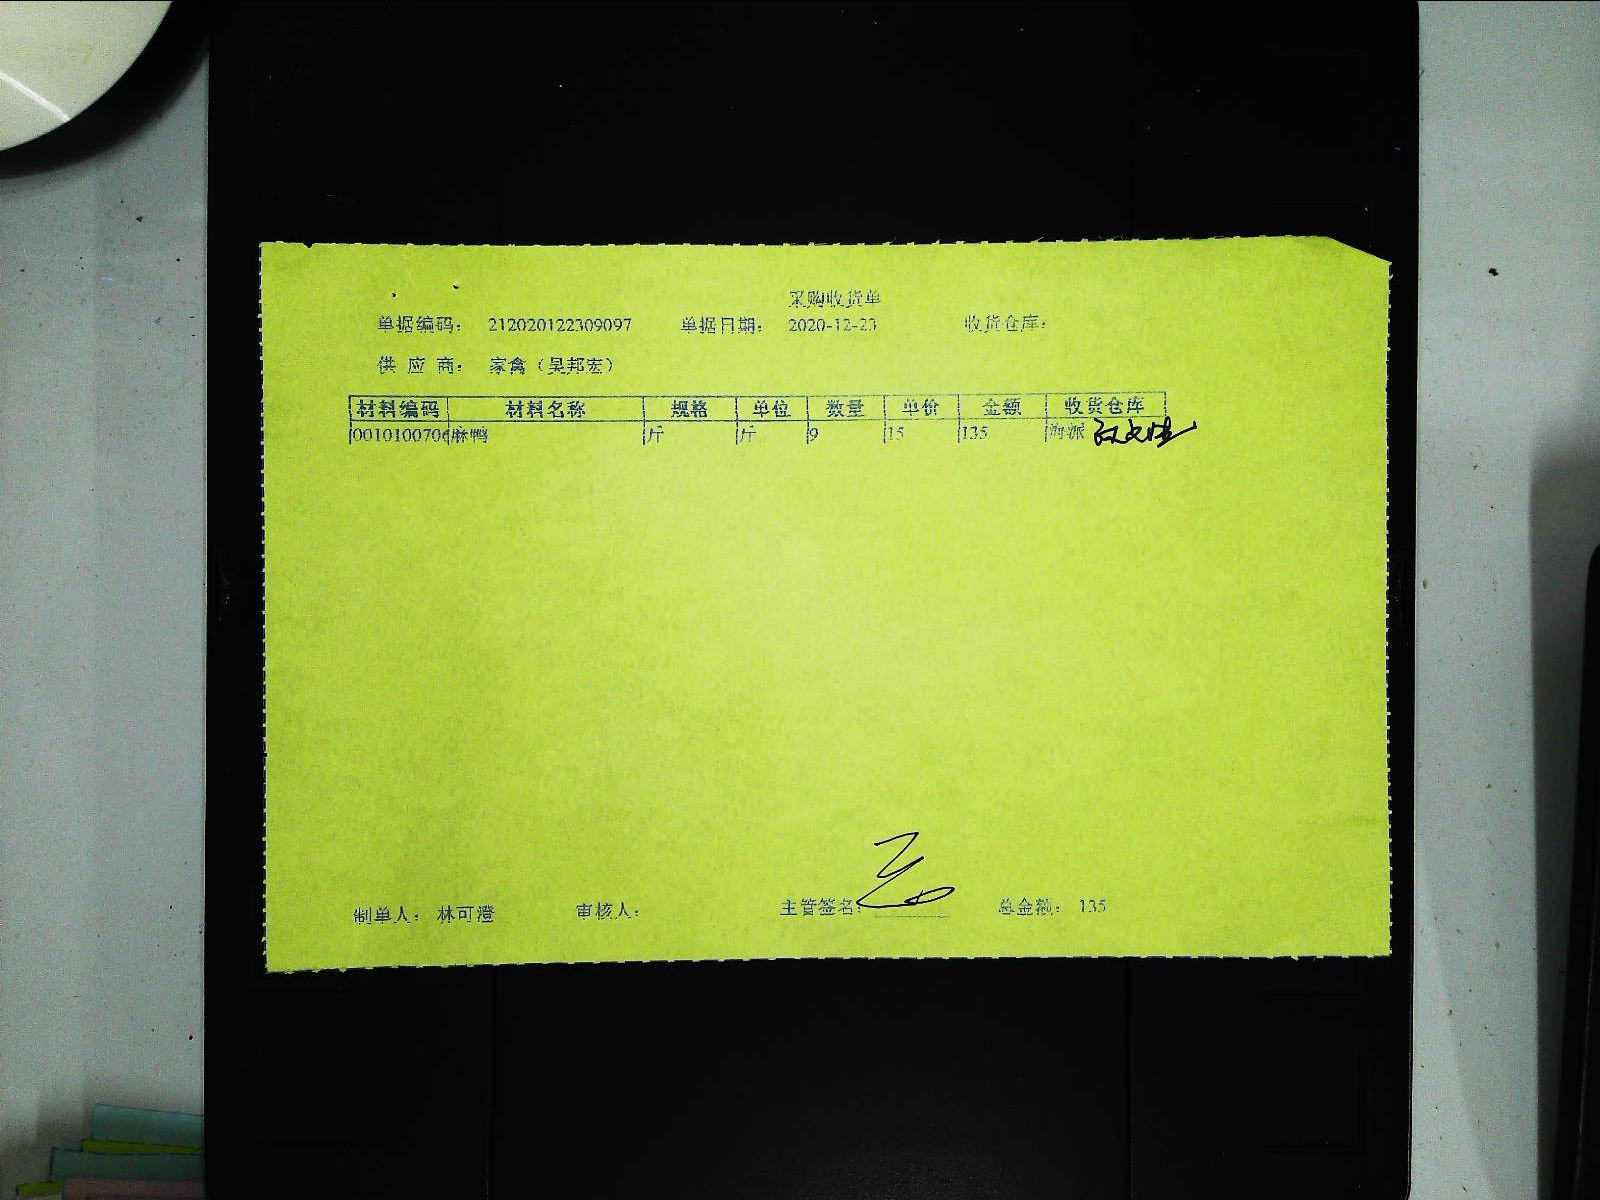 采购收货单
单据编码： 212020122309097 单据日期： 2020-12-23 收货仓库：
供 应 商： 家禽（吴邦宏）
材料编码 材料名称 规格 单位 数量 单价 金额 收货仓库
0010100706 麻鸭 斤 斤 9 15 135 海派
制单人： 林可澄 审核人： 主管签名： 总金额： 135